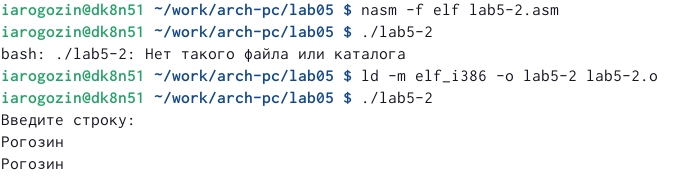 iarogozin@dk8n51 ~/work/arch-pc/lab05 $ nasm -f elf lab5-2.asm
iarogozin@dk8n51 ~/work/arch-pc/lab05 $ ./lab5-2
bash: ./lab5-2: Нет такого файла или каталога
iarogozin@dk8n51 ~/work/arch-pc/lab05 $ ld -m elf_i386 -o lab5-2 lab5-2.o
iarogozin@dk8n51 ~/work/arch-pc/lab05 $ ./lab5-2
Введите строку:
Рогозин
Рогозин